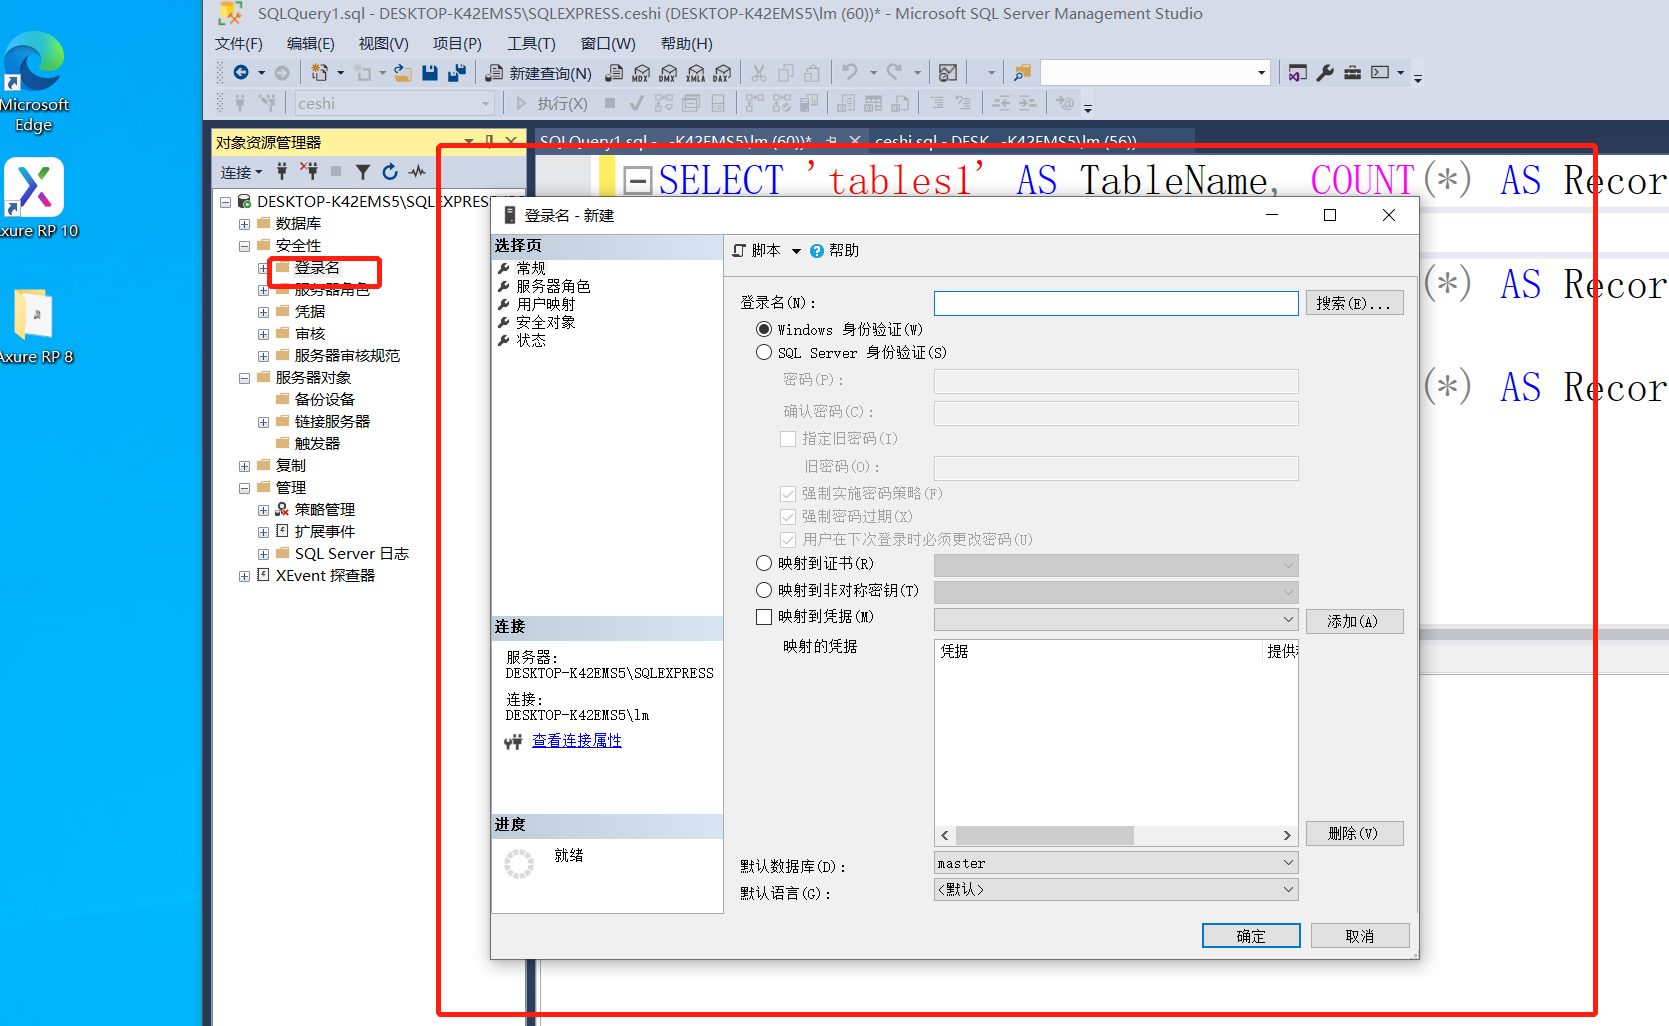 SQLQuery1.sql - DESKTOP-K42EMS5\SQLEXPRESS.ceshi (DESKTOP-K42EMS5\lm (60))* - Microsoft SQL Server Management Studio
文件(F) 编辑(E) 视图(V) 项目(P) 工具(T) 窗口(W) 帮助(H)
新建查询(N) MDX DMX XMLA DAX
ceshi 执行(X)
Microsoft
Edge
Axure RP 10
Axure RP 8
对象资源管理器
连接
DESKTOP-K42EMS5\SQLEXPRESS
数据库
安全性
登录名
服务器角色
凭据
审核
服务器审核规范
服务器对象
备份设备
链接服务器
触发器
复制
管理
策略管理
扩展事件
SQL Server 日志
XEvent 探查器
SQLQuery1.sql - ...-K42EMS5\lm (60))* ceshi.sql - DESK...-K42EMS5\lm (56))
SELECT 'tables1' AS TableName, COUNT(*) AS Recor
(*) AS Recor
(*) AS Recor
登录名 - 新建
选择页
常规
服务器角色
用户映射
安全对象
状态
连接
服务器:
DESKTOP-K42EMS5\SQLEXPRESS
连接:
DESKTOP-K42EMS5\lm
查看连接属性
进度
就绪
脚本 帮助
登录名(N): 搜索(E)...
Windows 身份验证(W)
SQL Server 身份验证(S)
密码(P):
确认密码(C):
指定旧密码(I)
旧密码(O):
强制实施密码策略(F)
强制密码过期(X)
用户在下次登录时必须更改密码(U)
映射到证书(R)
映射到非对称密钥(T)
映射到凭据(M) 添加(A)
映射的凭据 凭据 提供
删除(V)
默认数据库(D): master
默认语言(G): <默认>
确定 取消